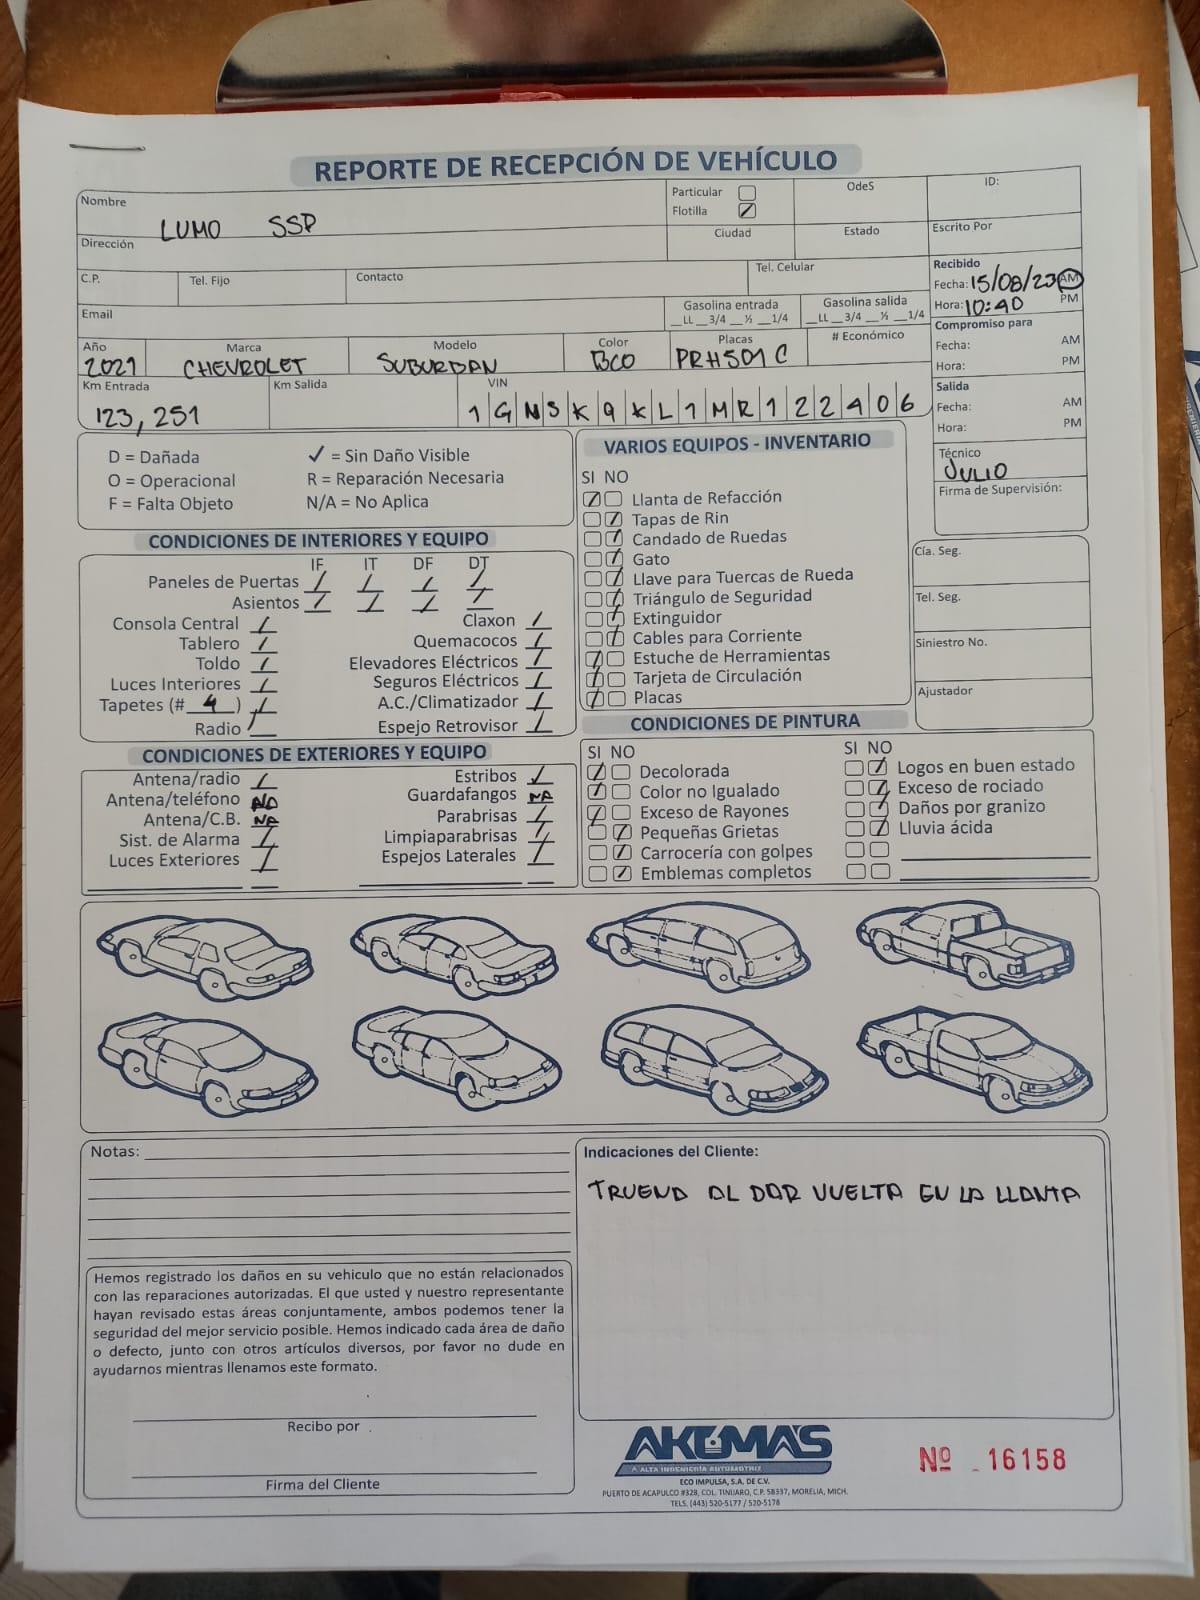 REPORTE DE RECEPCIÓN DE VEHÍCULO
Nombre LUMO SSP
Particular
Flotilla
OdeS
ID:
Dirección
Ciudad
Estado
Escrito Por
C.P.
Tel. Fijo
Contacto
Tel. Celular
Recibido
Fecha: 15/08/23 AM
Hora: 10:40 PM
Email
Gasolina entrada
__LL __3/4 __½ __1/4
Gasolina salida
__LL __3/4 __½ __1/4
Compromiso para
Fecha: AM
Hora: PM
Año 2021
Marca CHEVROLET
Modelo SUBURBAN
Color BCO
Placas PRH501C
# Económico
Km Entrada 123,251
Km Salida
VIN 1GNSK9KL1MR122406
Salida
Fecha: AM
Hora: PM
Técnico
JULIO
Firma de Supervisión:
D = Dañada
✓ = Sin Daño Visible
O = Operacional
R = Reparación Necesaria
F = Falta Objeto
N/A = No Aplica
CONDICIONES DE INTERIORES Y EQUIPO
IF IT DF DT
Paneles de Puertas
Asientos
Consola Central
Claxon
Tablero
Quemacocos
Toldo
Elevadores Eléctricos
Luces Interiores
Seguros Eléctricos
Tapetes (# 4 )
A.C./Climatizador
Radio
Espejo Retrovisor
VARIOS EQUIPOS - INVENTARIO
SI NO
Llanta de Refacción
Tapas de Rin
Candado de Ruedas
Gato
Llave para Tuercas de Rueda
Triángulo de Seguridad
Extinguidor
Cables para Corriente
Estuche de Herramientas
Tarjeta de Circulación
Placas
Cía. Seg.
Tel. Seg.
Siniestro No.
Ajustador
CONDICIONES DE EXTERIORES Y EQUIPO
Antena/radio
Estribos
Antena/teléfono NA
Guardafangos NA
Antena/C.B. NA
Parabrisas
Sist. de Alarma
Limpiaparabrisas
Luces Exteriores
Espejos Laterales
CONDICIONES DE PINTURA
SI NO
Decolorada
Color no Igualado
Exceso de Rayones
Pequeñas Grietas
Carrocería con golpes
Emblemas completos
SI NO
Logos en buen estado
Exceso de rociado
Daños por granizo
Lluvia ácida
Notas:
Indicaciones del Cliente:
TRUENA AL DAR VUELTA EN LA LLANTA
Hemos registrado los daños en su vehiculo que no están relacionados
con las reparaciones autorizadas. El que usted y nuestro representante
hayan revisado estas áreas conjuntamente, ambos podemos tener la
seguridad del mejor servicio posible. Hemos indicado cada área de daño
o defecto, junto con otros artículos diversos, por favor no dude en
ayudarnos mientras llenamos este formato.
Recibo por
Firma del Cliente
AKUMA'S
ALTA INGENIERÍA AUTOMOTRIZ
ECO IMPULSA, S.A. DE C.V.
PUERTO DE ACAPULCO #328, COL. TINIJARO, C.P. 58337, MORELIA, MICH.
TELS. (443) 520-5177 / 520-5178
Nº 16158